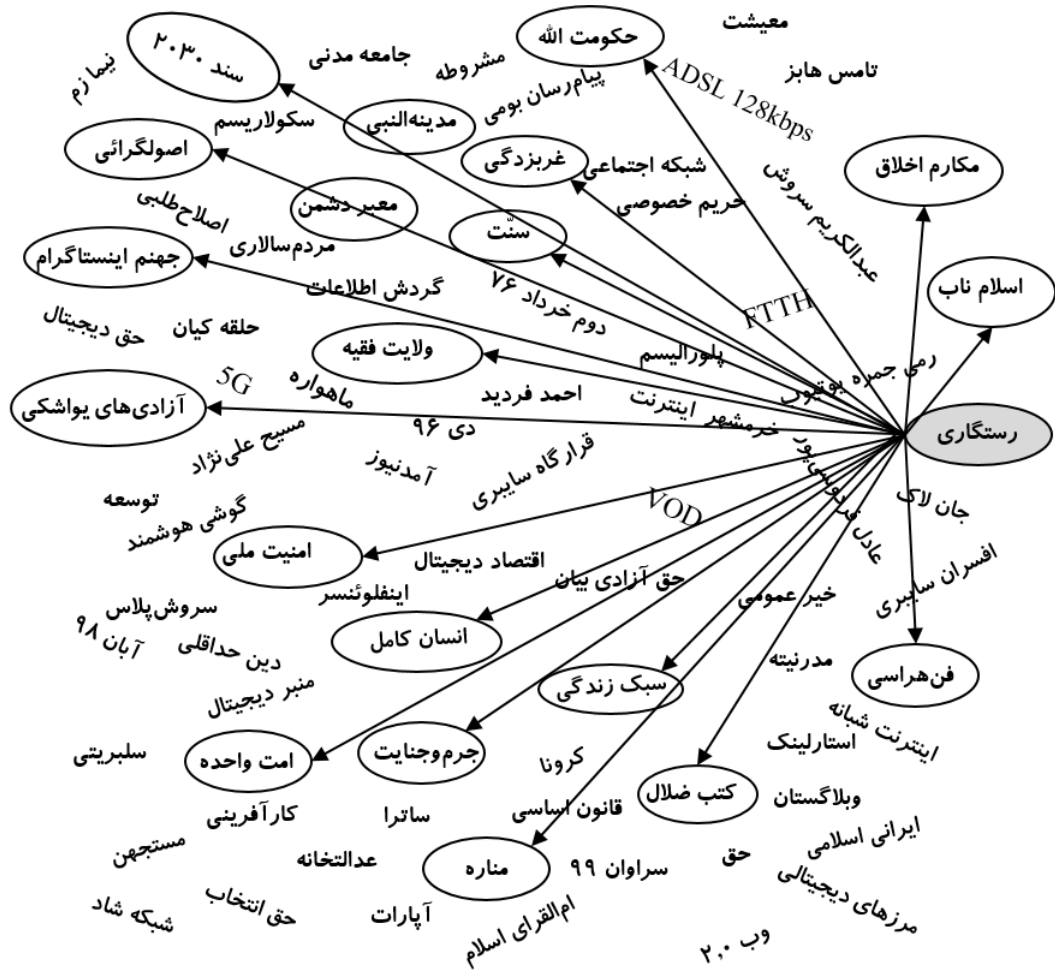 معیشت
حکومت الله
سند ۲۰۳۰
جامعه مدنی
مشروطه
نیما زم
تامس هابز
ADSL 128kbps
پیام‌رسان بومی
سکولاریسم
مدینه‌النبی
اصولگرائی
غربزدگی
شبکه اجتماعی
مکارم اخلاق
عبدالکریم سروش
حریم خصوصی
معبر دشمن
اصلاح‌طلبی
سنّت
مردم‌سالاری
جهنم اینستاگرام
اسلام ناب
گردش اطلاعات
دوم خرداد ۷۶
FTTH
حق دیجیتال
حلقه کیان
ولایت فقیه
پلورالیسم
رمی جمره یوتیوب
5G
ماهواره
احمد فردید
خرمشهر اینترنت
آزادی‌های یواشکی
رستگاری
دی ۹۶
مسیح علی‌نژاد
آمدنیوز
قرارگاه سایبری
عادل فردوسی‌پور
جان لاک
VOD
توسعه
گوشی هوشمند
امنیت ملی
اقتصاد دیجیتال
حق آزادی بیان
افسران سایبری
خیر عمومی
اینفلوئنسر
سروش‌پلاس
آبان ۹۸
دین حداقلی
انسان کامل
مدرنیته
فن‌هراسی
سبک زندگی
منبر دیجیتال
اینترنت شبانه
استارلینک
سلبریتی
امت واحده
جرم‌وجنایت
کرونا
کتب ضلال
وبلاگستان
کارآفرینی
ساترا
قانون اساسی
ایرانی اسلامی
مستجهن
عدالتخانه
مناره
سراوان ۹۹
حق
مرزهای دیجیتالی
شبکه شاد
حق انتخاب
آپارات
ام‌القرای اسلام
وب ۲,۰